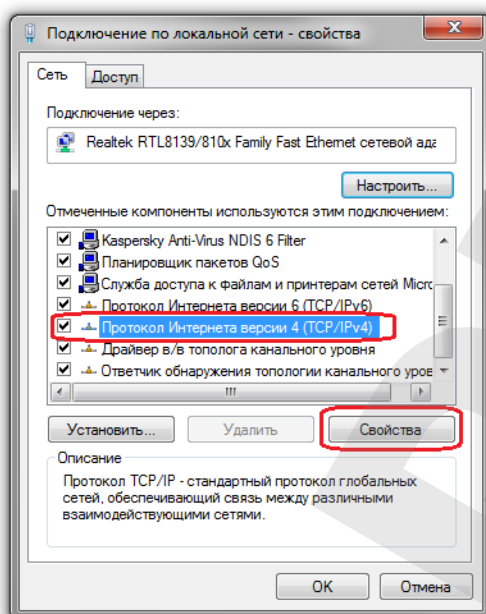 Подключение по локальной сети - свойства
Сеть
Доступ
Подключение через:
Realtek RTL8139/810x Family Fast Ethernet сетевой ада
Настроить...
Отмеченные компоненты используются этим подключением:
Kaspersky Anti-Virus NDIS 6 Filter
Планировщик пакетов QoS
Служба доступа к файлам и принтерам сетей Micro
Протокол Интернета версии 6 (TCP/IPv6)
Протокол Интернета версии 4 (TCP/IPv4)
Драйвер в/в тополога канального уровня
Ответчик обнаружения топологии канального уров
Установить...
Удалить
Свойства
Описание
Протокол TCP/IP - стандартный протокол глобальных
сетей, обеспечивающий связь между различными
взаимодействующими сетями.
OK
Отмена